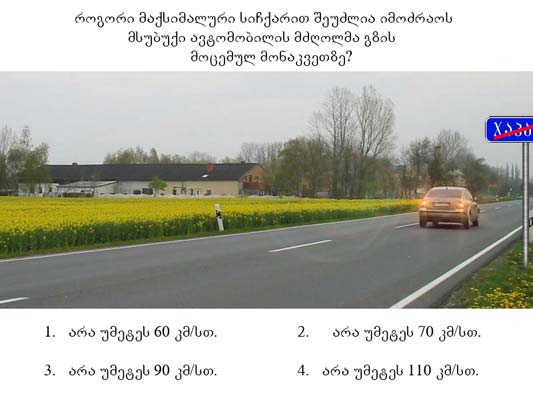 როგორი მაქსიმალური სიჩქარით შეუძლია იმოძრაოს
მსუბუქი ავტომობილის მძღოლმა გზის
მოცემულ მონაკვეთზე?
1. არა უმეტეს 60 კმ/სთ.
2. არა უმეტეს 70 კმ/სთ.
3. არა უმეტეს 90 კმ/სთ.
4. არა უმეტეს 110 კმ/სთ.